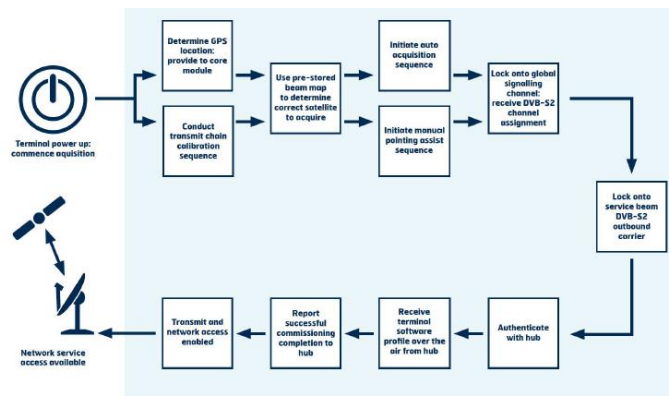 Terminal power up:
commence aquisition
Determine GPS
location:
provide to core
module
Conduct
transmit chain
calibration
sequence
Use pre-stored
beam map
to determine
correct satellite
to acquire
Initiate auto
acquisition
sequence
Initiate manual
pointing assist
sequence
Lock onto global
signalling
channel:
receive DVB-S2
channel
assignment
Lock onto
service beam
DVB-S2
outbound
carrier
Authenticate
with hub
Receive
terminal
software
profile over the
air from hub
Report
successful
commissioning
completion to
hub
Transmit and
network access
enabled
Network service
access available